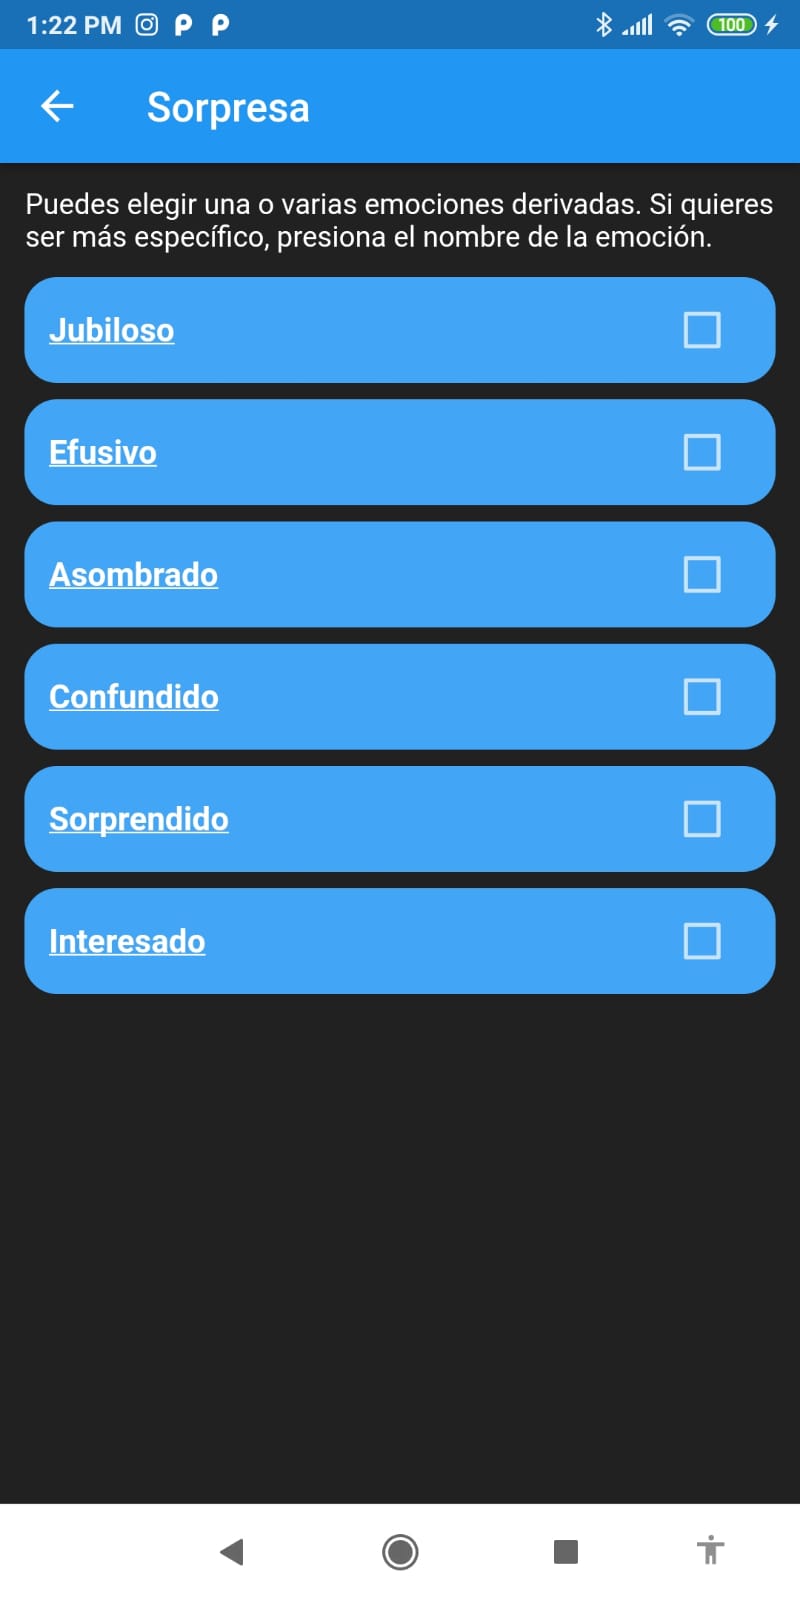 1:22 PM
100
Sorpresa
Puedes elegir una o varias emociones derivadas. Si quieres
ser más específico, presiona el nombre de la emoción.
Jubiloso
Efusivo
Asombrado
Confundido
Sorprendido
Interesado